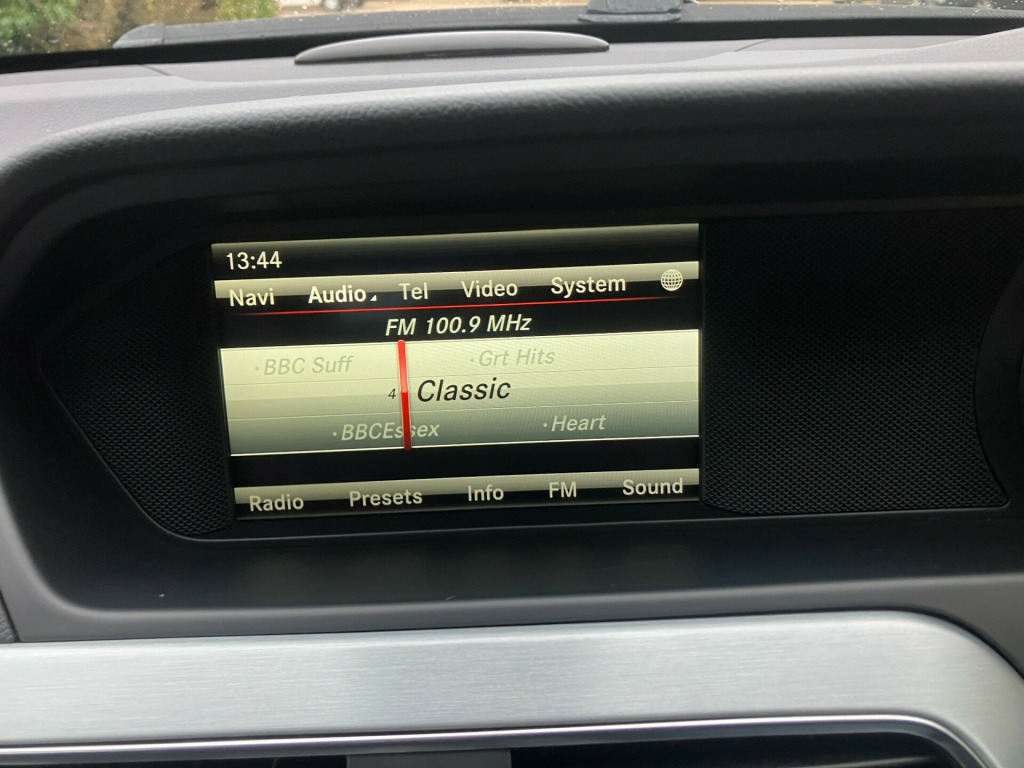 13:44
Navi Audio Tel Video System
FM 100.9 MHz
·BBC Suff ·Grt Hits
4 Classic
·BBCEssex ·Heart
Radio Presets Info FM Sound